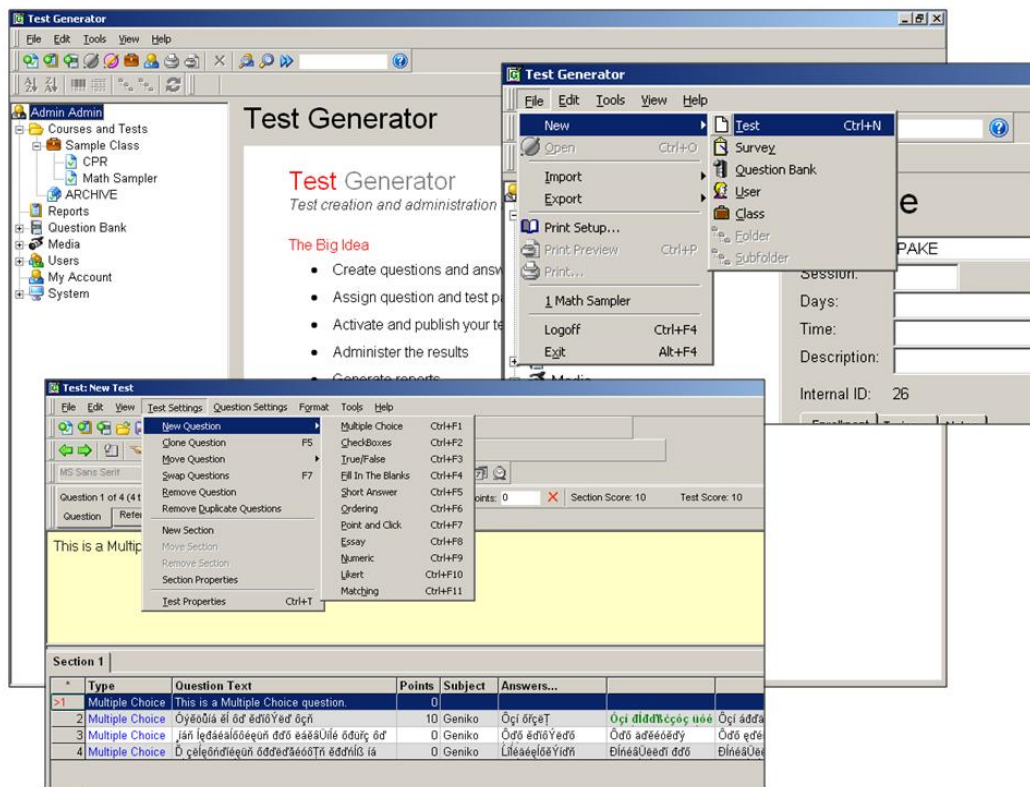 Test Generator
File Edit Tools View Help
Admin Admin
Courses and Tests
Sample Class
CPR
Math Sampler
ARCHIVE
Reports
Question Bank
Media
Users
My Account
System
Test Generator
Test Generator
Test creation and administration
The Big Idea
Create questions and answ
Assign question and test p
Activate and publish your te
Administer the results
Generate reports
Test Generator
File Edit Tools View Help
New
Open Ctrl+O
Import
Export
Print Setup...
Print Preview Ctrl+P
Print...
1 Math Sampler
Logoff Ctrl+F4
Exit Alt+F4
Test Ctrl+N
Survey
Question Bank
User
Class
Folder
Subfolder
e
PAKE
Session:
Days:
Time:
Description:
Internal ID: 26
Media
Test: New Test
File Edit View Test Settings Question Settings Format Tools Help
MS Sans Serif
Question 1 of 4 (4 t
oints: 0 Section Score: 10 Test Score: 10
Question Refer
This is a Multip
New Question
Clone Question F5
Move Question
Swap Questions F7
Remove Question
Remove Duplicate Questions
New Section
Move Section
Remove Section
Section Properties
Test Properties Ctrl+T
Multiple Choice Ctrl+F1
CheckBoxes Ctrl+F2
True/False Ctrl+F3
Fill In The Blanks Ctrl+F4
Short Answer Ctrl+F5
Ordering Ctrl+F6
Point and Click Ctrl+F7
Essay Ctrl+F8
Numeric Ctrl+F9
Likert Ctrl+F10
Matching Ctrl+F11
Section 1
* Type Question Text Points Subject Answers...
>1 Multiple Choice This is a Multiple Choice question. 0
2 Multiple Choice 10 Geniko
3 Multiple Choice 0 Geniko
4 Multiple Choice 0 Geniko